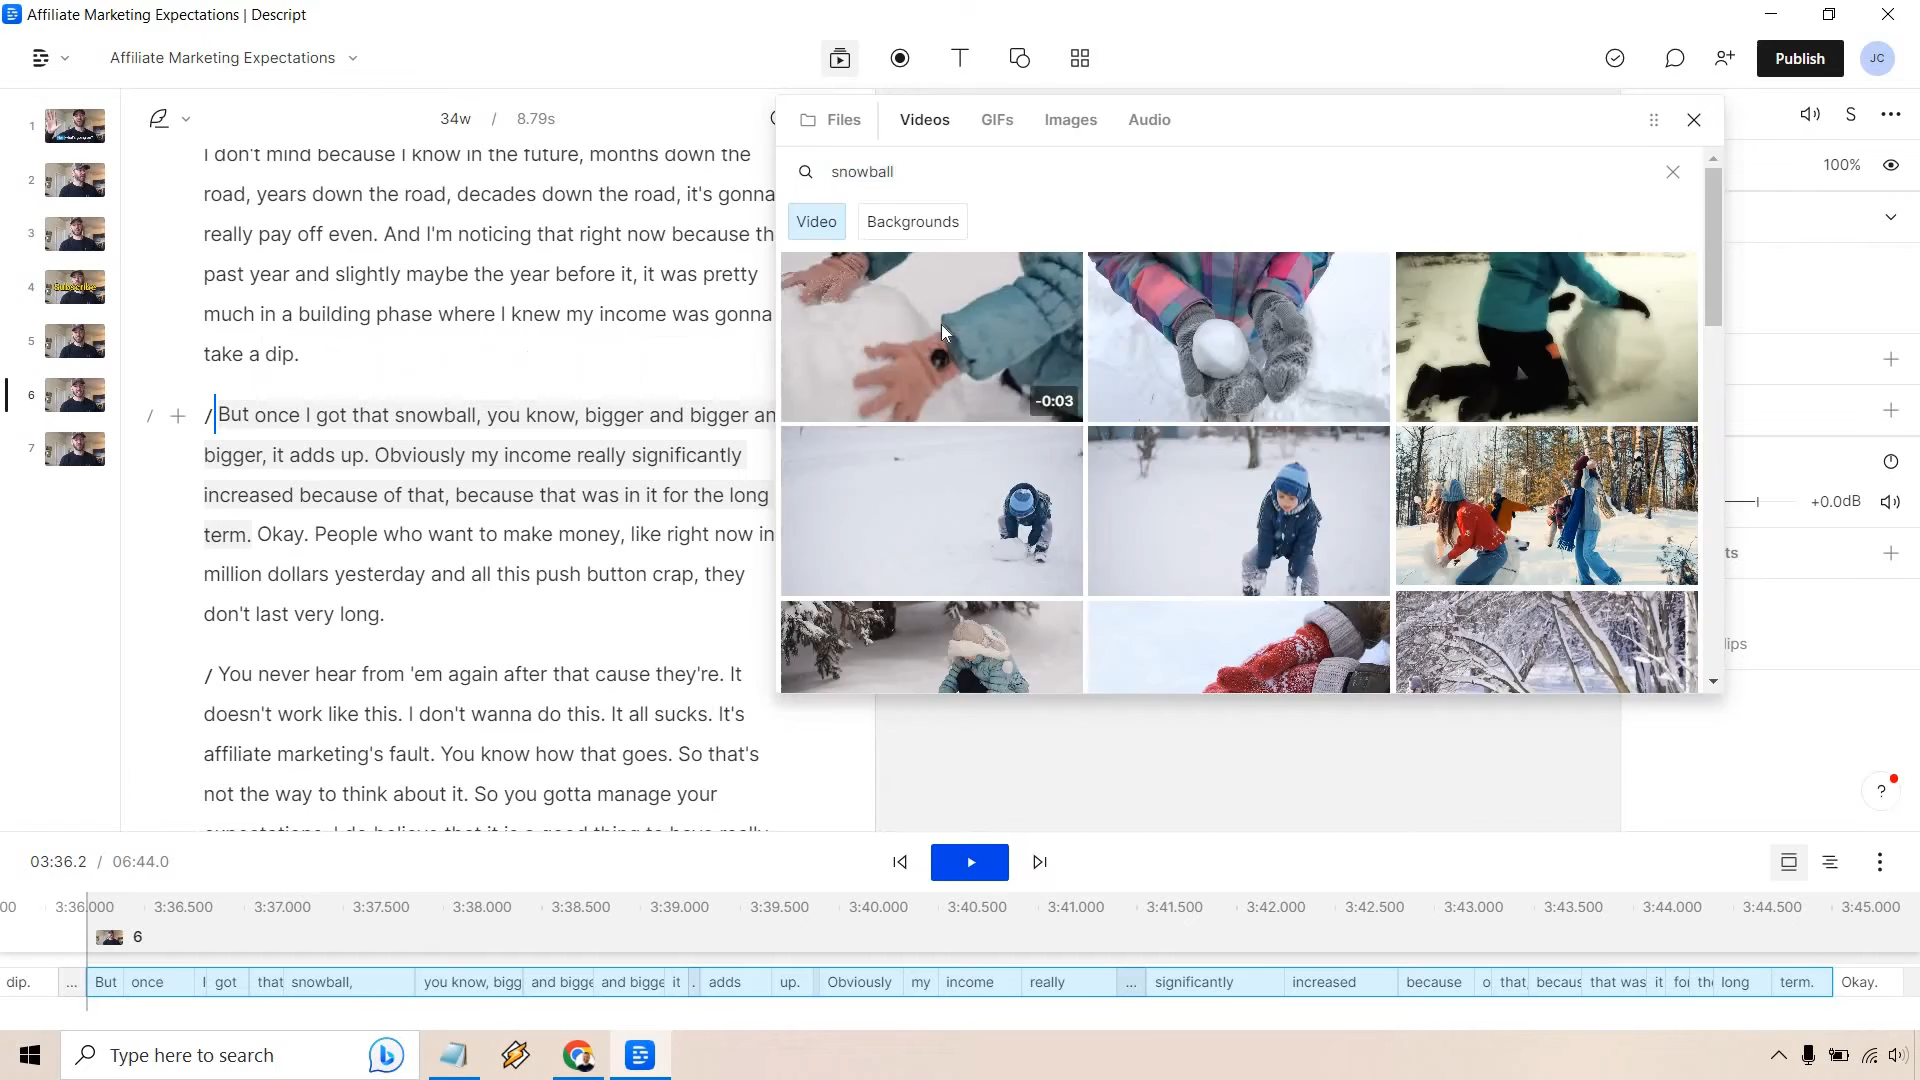 Affiliate Marketing Expectations | Descript
Affiliate Marketing Expectations
Publish
JC
34w / 8.79s
Files
Videos
GIFs
Images
Audio
S
100%
snowball
Video
Backgrounds
-0:03
1
2
3
4
Subscribe
5
6
7
I don't mind because I know in the future, months down the
road, years down the road, decades down the road, it's gonna
really pay off even. And I'm noticing that right now because th
past year and slightly maybe the year before it, it was pretty
much in a building phase where I knew my income was gonna
take a dip.
/ + / But once I got that snowball, you know, bigger and bigger an
bigger, it adds up. Obviously my income really significantly
increased because of that, because that was in it for the long
term. Okay. People who want to make money, like right now in
million dollars yesterday and all this push button crap, they
don't last very long.
/ You never hear from 'em again after that cause they're. It
doesn't work like this. I don't wanna do this. It all sucks. It's
affiliate marketing's fault. You know how that goes. So that's
not the way to think about it. So you gotta manage your
+0.0dB
ts
lips
?
03:36.2 / 06:44.0
00 3:36.000 3:36.500 3:37.000 3:37.500 3:38.000 3:38.500 3:39.000 3:39.500 3:40.000 3:40.500 3:41.000 3:41.500 3:42.000 3:42.500 3:43.000 3:43.500 3:44.000 3:44.500 3:45.000
6
dip. ... But once I got that snowball, you know, bigg and bigge and bigge it . adds up. Obviously my income really ... significantly increased because o that, becaus that was it for the long term. Okay.
Type here to search